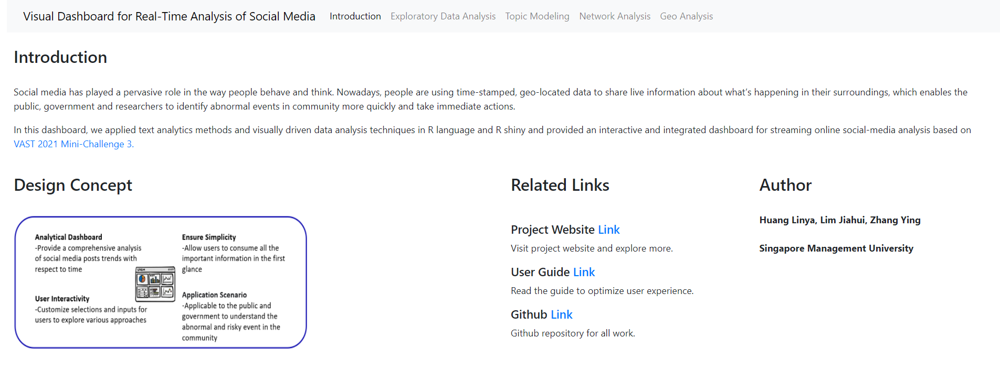 Visual Dashboard for Real-Time Analysis of Social Media Introduction Exploratory Data Analysis Topic Modeling Network Analysis Geo Analysis
Introduction
Social media has played a pervasive role in the way people behave and think. Nowadays, people are using time-stamped, geo-located data to share live information about what's happening in their surroundings, which enables the
public, government and researchers to identify abnormal events in community more quickly and take immediate actions.
In this dashboard, we applied text analytics methods and visually driven data analysis techniques in R language and R shiny and provided an interactive and integrated dashboard for streaming online social-media analysis based on
VAST 2021 Mini-Challenge 3.
Design Concept
Analytical Dashboard
-Provide a comprehensive analysis
of social media posts trends with
respect to time
User Interactivity
-Customize selections and inputs for
users to explore various approaches
Ensure Simplicity
-Allow users to consume all the
important information in the first
glance
Application Scenario
-Applicable to the public and
government to understand the
abnormal and risky event in the
community
Related Links
Project Website Link
Visit project website and explore more.
User Guide Link
Read the guide to optimize user experience.
Github Link
Github repository for all work.
Author
Huang Linya, Lim Jiahui, Zhang Ying
Singapore Management University